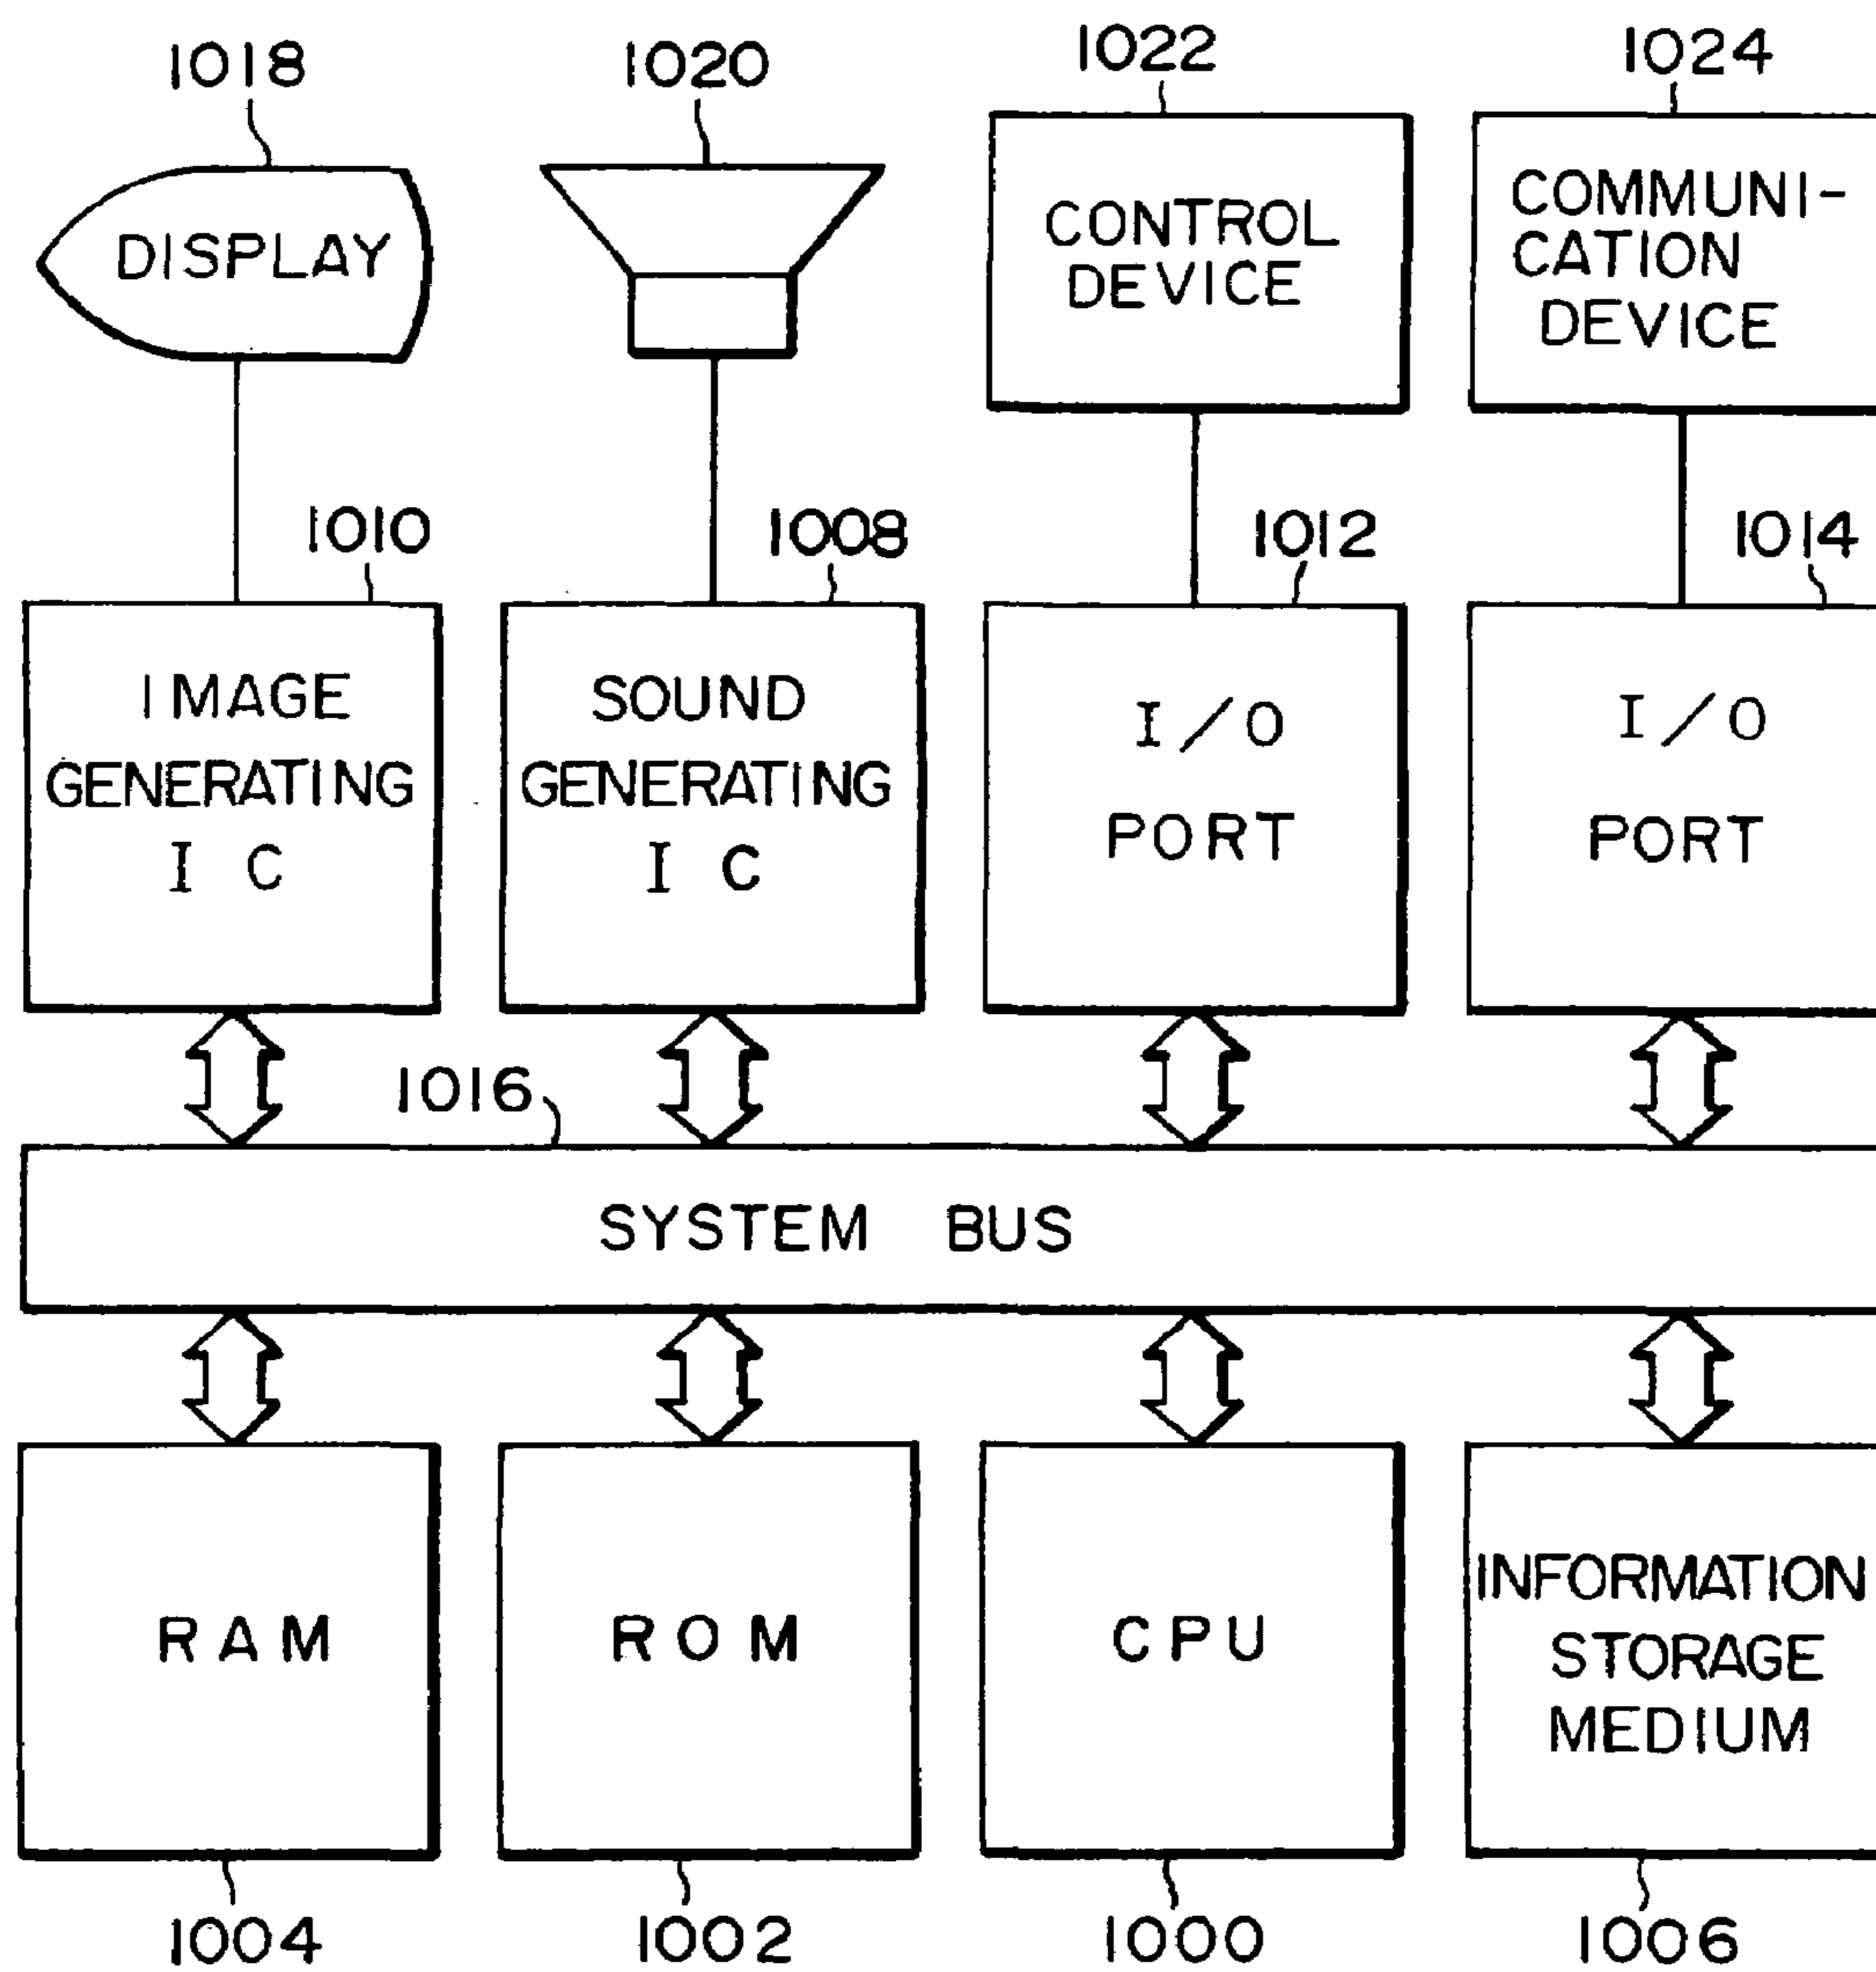 1018
1020
1022
1024
DISPLAY
CONTROL
DEVICE
COMMUNI-
CATION
DEVICE
1010
1008
1012
1014
IMAGE
GENERATING
IC
SOUND
GENERATING
IC
I/O
PORT
I/O
PORT
1016
SYSTEM BUS
RAM
ROM
CPU
INFORMATION
STORAGE
MEDIUM
1004
1002
1000
1006